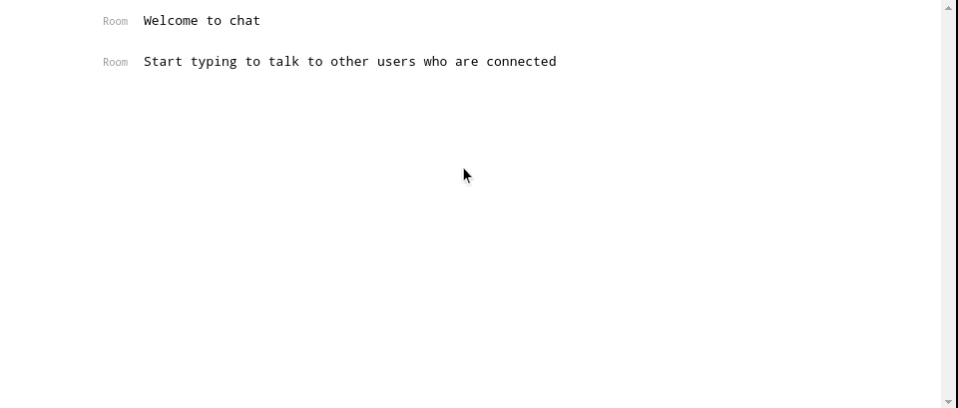 Room Welcome to chat
Room Start typing to talk to other users who are connected